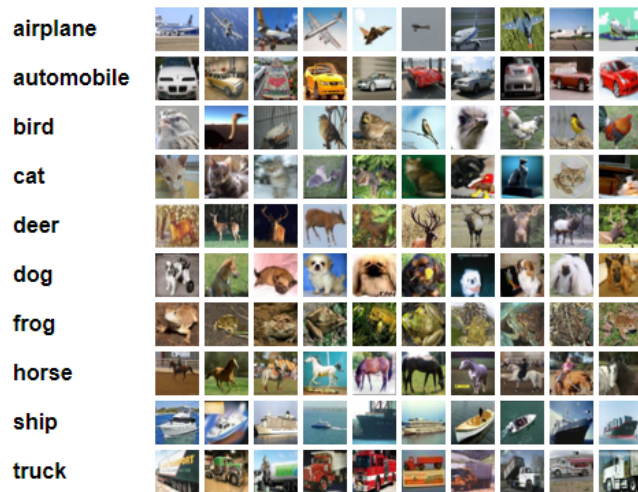 airplane
automobile
bird
cat
deer
dog
frog
horse
ship
truck